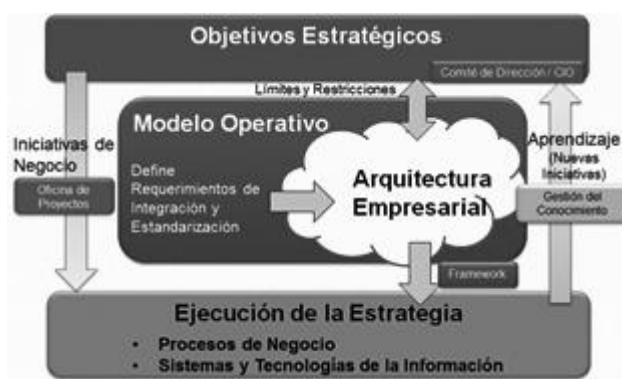 Objetivos Estratégicos
Comité de Dirección / CIO
Límites y Restricciones
Modelo Operativo
Iniciativas de
Negocio
Oficina de
Proyectos
Define
Requerimientos de
Integración y
Estandarización
Arquitectura
Empresarial
Aprendizaje
(Nuevas
Iniciativas)
Gestión del
Conocimiento
Framework
Ejecución de la Estrategia
• Procesos de Negocio
• Sistemas y Tecnologías de la Información